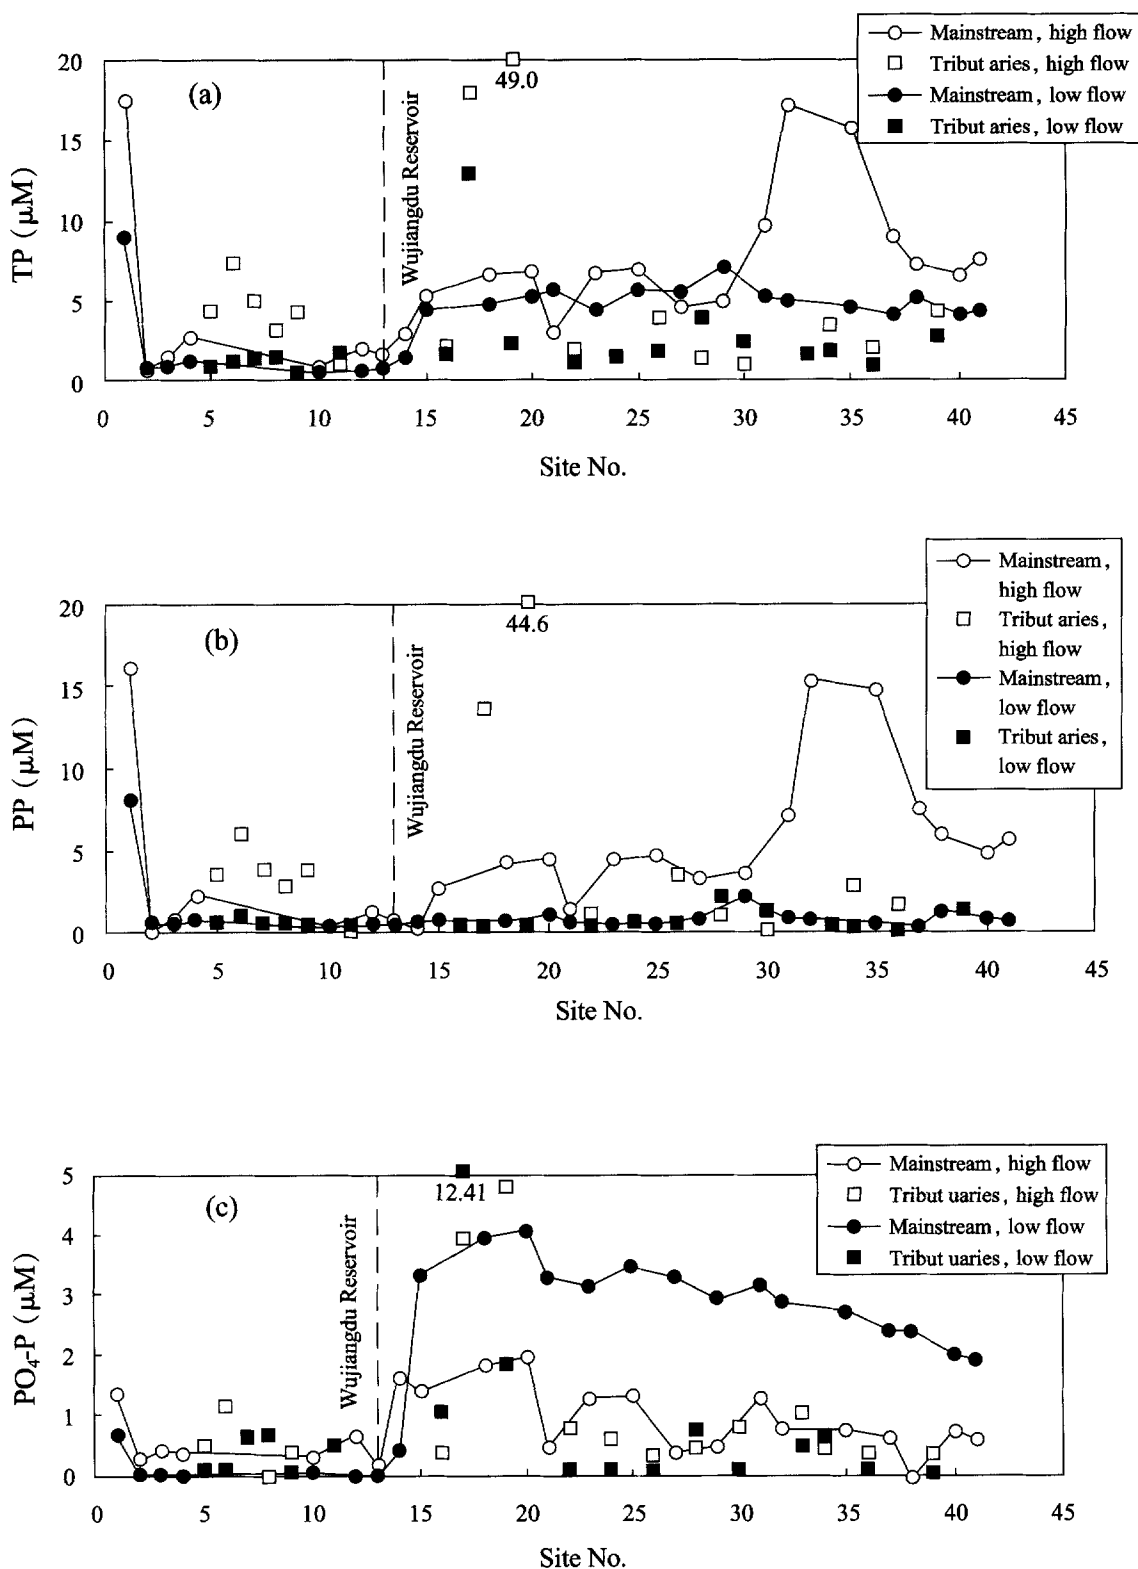 Mainstream, high flow
Tribut aries, high flow
Mainstream, low flow
Tribut aries, low flow
20
15
10
5
0
TP (μM)
(a)
Wujiangdu Reservoir
49.0
0 5 10 15 20 25 30 35 40 45
Site No.
Mainstream,
high flow
Tribut aries,
high flow
Mainstream,
low flow
Tribut aries,
low flow
20
15
10
5
0
PP (μM)
(b)
Wujiangdu Reservoir
44.6
0 5 10 15 20 25 30 35 40 45
Site No.
Mainstream, high flow
Tribut uaries, high flow
Mainstream, low flow
Tribut uaries, low flow
5
4
3
2
1
0
PO₄-P (μM)
(c)
Wujiangdu Reservoir
12.41
0 5 10 15 20 25 30 35 40 45
Site No.